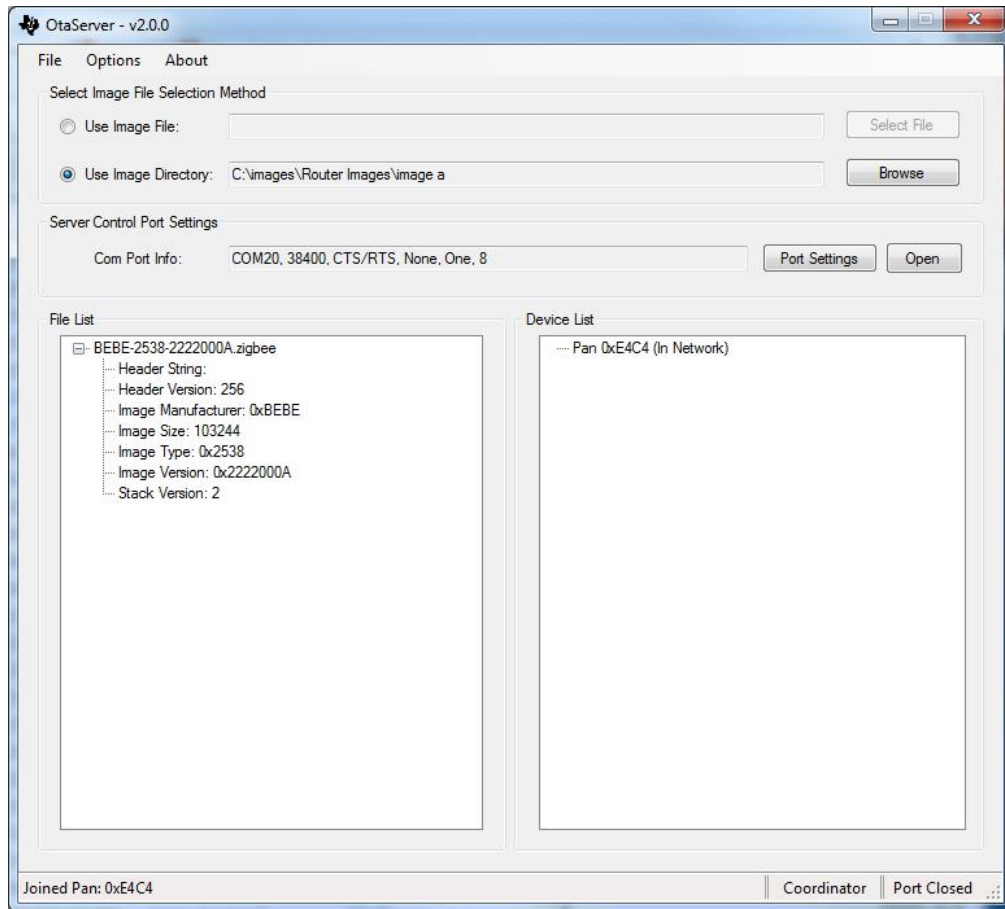 OtaServer - v2.0.0
File Options About
Select Image File Selection Method
Use Image File: Select File
Use Image Directory: C:\images\Router Images\image a Browse
Server Control Port Settings
Com Port Info: COM20, 38400, CTS/RTS, None, One, 8 Port Settings Open
File List
BEBE-2538-2222000A.zigbee
Header String:
Header Version: 256
Image Manufacturer: 0xBEBE
Image Size: 103244
Image Type: 0x2538
Image Version: 0x2222000A
Stack Version: 2
Device List
Pan 0xE4C4 (In Network)
Joined Pan: 0xE4C4 Coordinator Port Closed